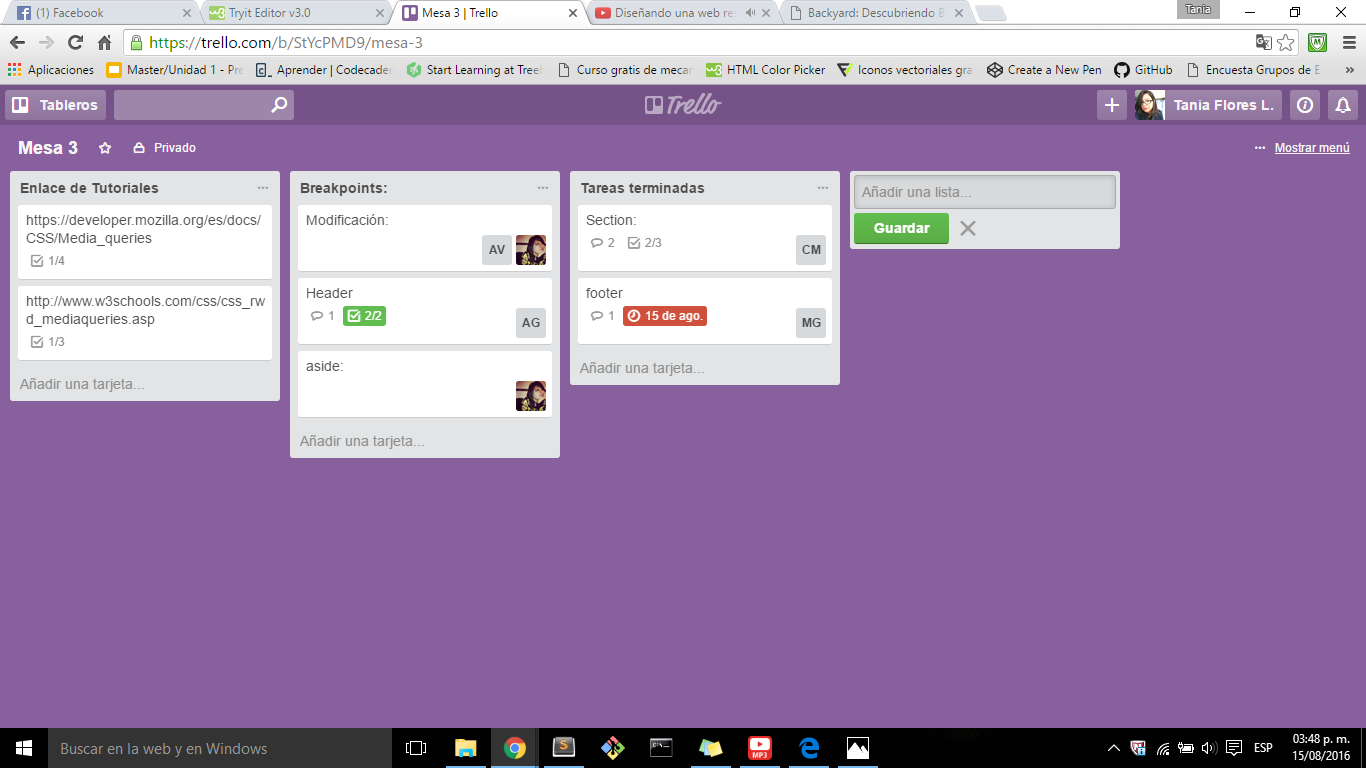 (1) Facebook
Tryit Editor v3.0
Mesa 3 | Trello
Diseñando una web re
Backyard: Descubriendo B
Tania
https://trello.com/b/StYcPMD9/mesa-3
Aplicaciones
Master/Unidad 1 - Pre
Aprender | Codecade
Start Learning at Tree
Curso gratis de mecan
HTML Color Picker
Iconos vectoriales gra
Create a New Pen
GitHub
Encuesta Grupos de E
»
Tableros
Trello
Tania Flores L.
Mesa 3
Privado
Mostrar menú
Enlace de Tutoriales
https://developer.mozilla.org/es/docs/
CSS/Media_queries
1/4
http://www.w3schools.com/css/css_rw
d_mediaqueries.asp
1/3
Añadir una tarjeta...
Breakpoints:
Modificación:
AV
Header
1 2/2
AG
aside:
Añadir una tarjeta...
Tareas terminadas
Section:
2 2/3
CM
footer
1 15 de ago.
MG
Añadir una tarjeta...
Añadir una lista...
Guardar
Buscar en la web y en Windows
MP3
ESP
03:48 p. m.
15/08/2016